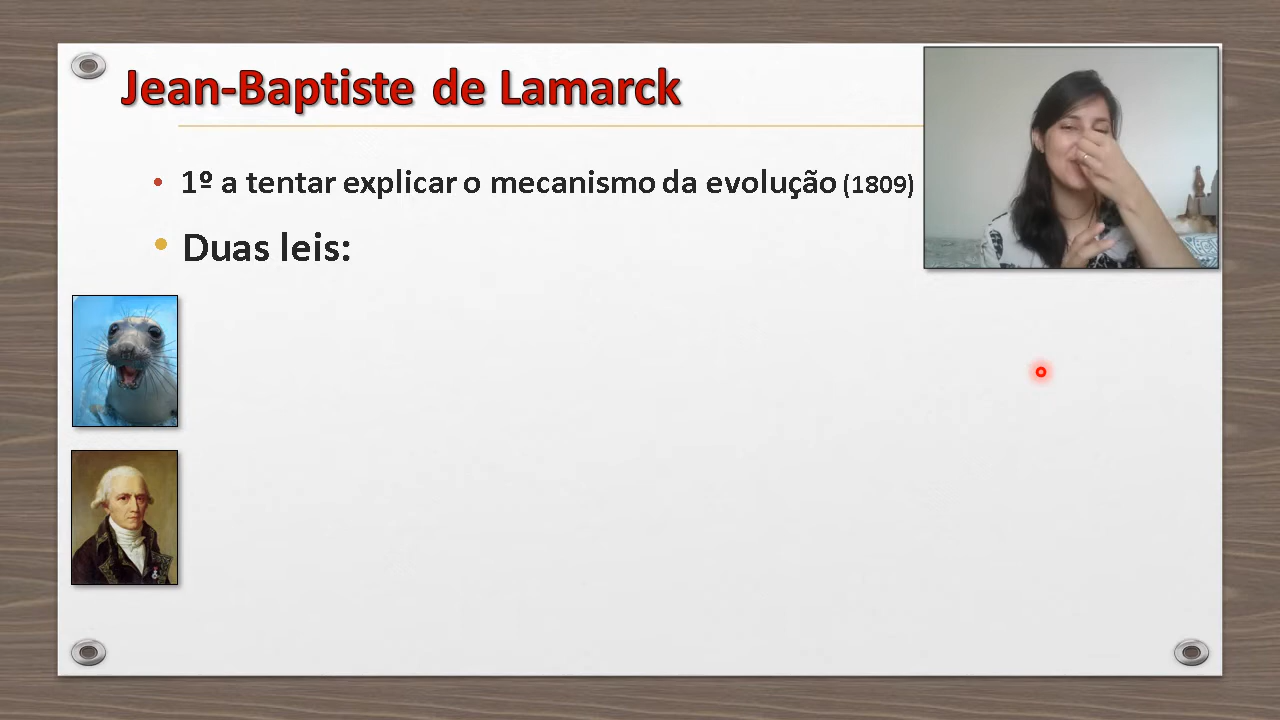 Jean-Baptiste de Lamarck
1º a tentar explicar o mecanismo da evolução (1809)
Duas leis: